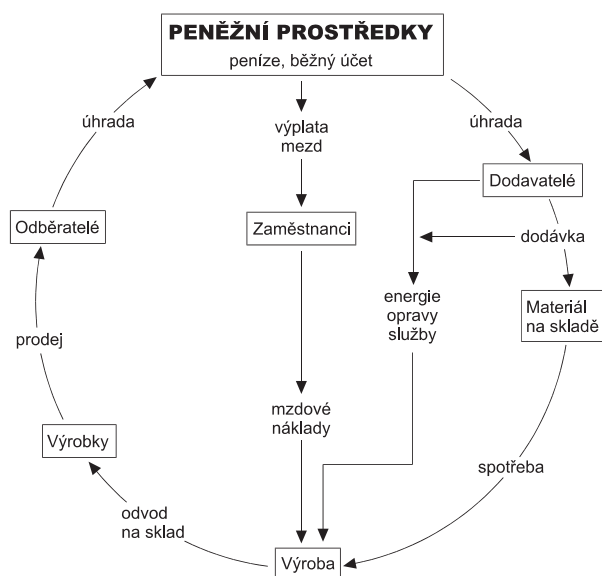 PENĚŽNÍ PROSTŘEDKY
peníze, běžný účet
úhrada
výplata
mezd
úhrada
Dodavatelé
Odběratelé
Zaměstnanci
dodávka
energie
opravy
služby
Materiál
na skladě
prodej
mzdové
náklady
Výrobky
spotřeba
odvod
na sklad
Výroba